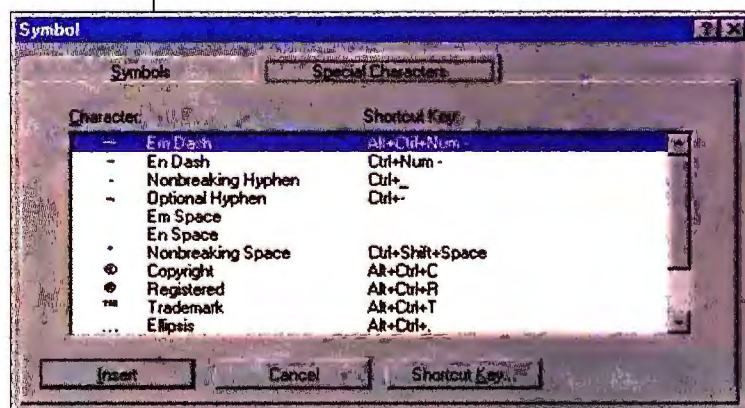 Symbol
Symbols Special Characters
Character: Shortcut Key:
— Em Dash Alt+Ctrl+Num -
– En Dash Ctrl+Num -
- Nonbreaking Hyphen Ctrl+_
¬ Optional Hyphen Ctrl+-
Em Space
En Space
° Nonbreaking Space Ctrl+Shift+Space
© Copyright Alt+Ctrl+C
® Registered Alt+Ctrl+R
™ Trademark Alt+Ctrl+T
… Ellipsis Alt+Ctrl+.
Insert Cancel Shortcut Key...